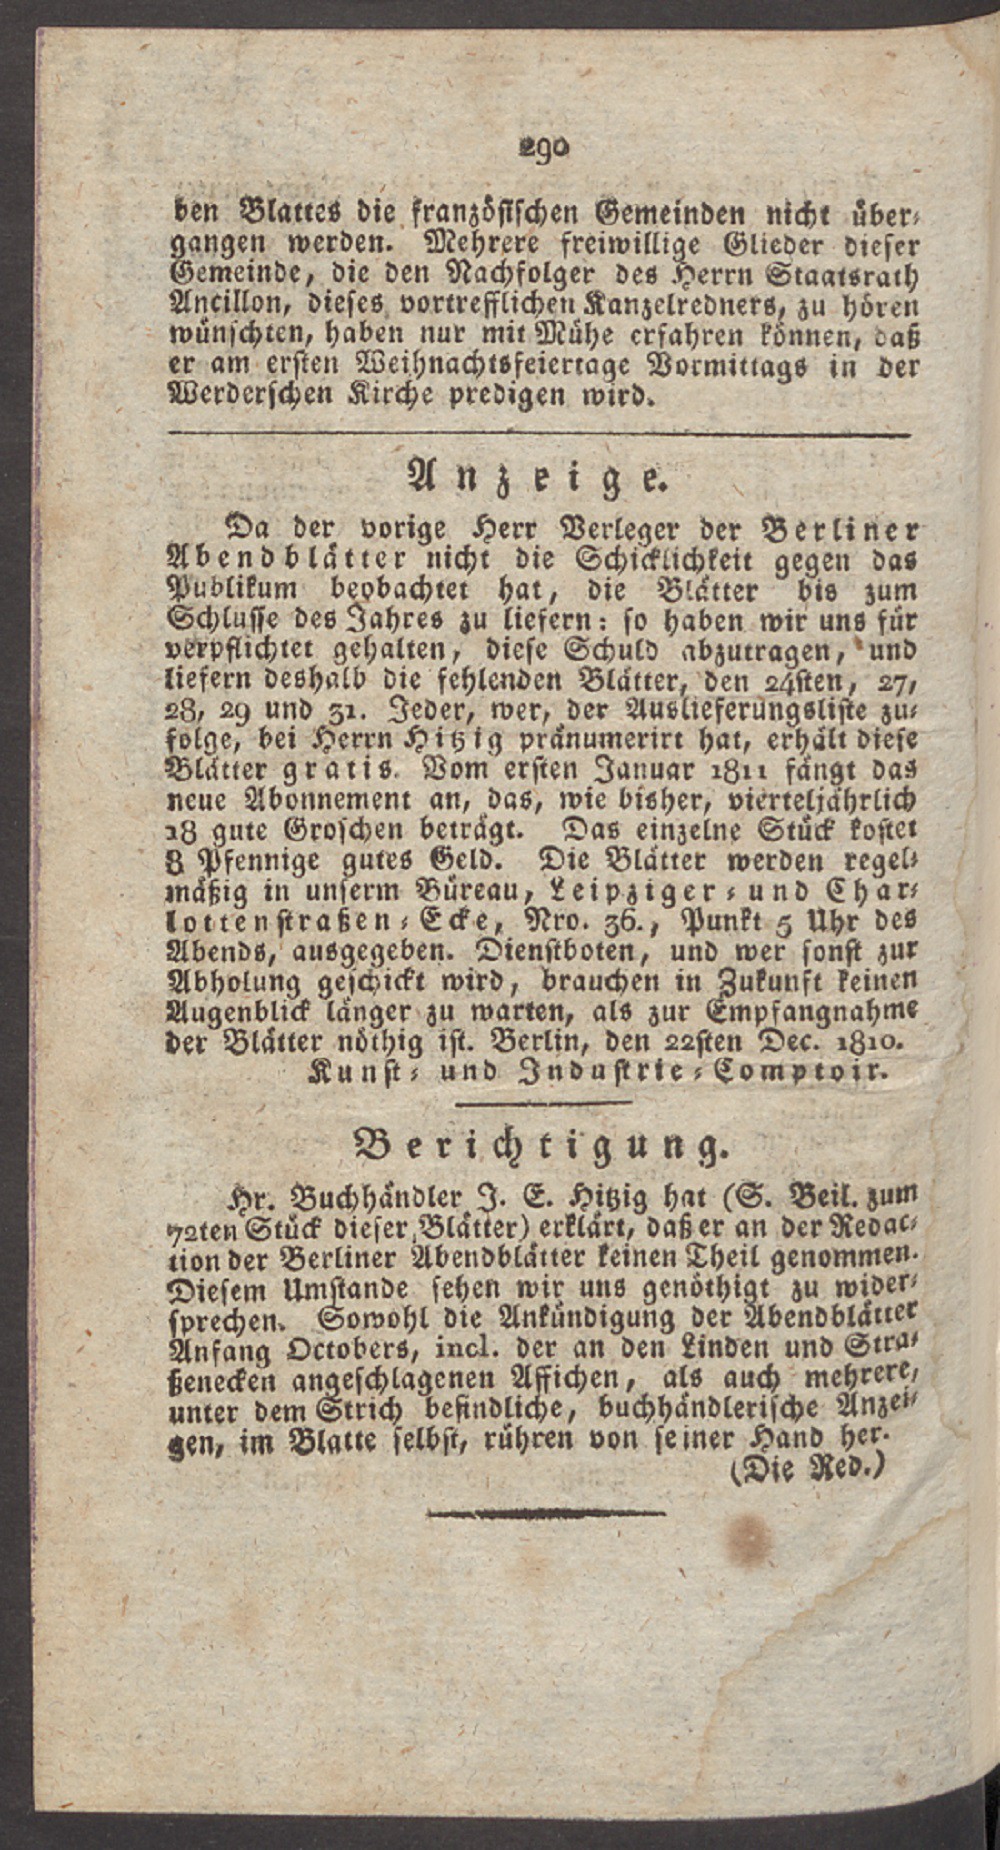 290
den Blattes die französischen Gemeinden nicht über-
gangen werden. Mehrere freiwillige Glieder dieser
Gemeinde, die den Nachfolger des Herrn Staatsrath
Ancillon, dieses vortrefflichen Kanzelredners, zu hören
wünschten, haben nur mit Mühe erfahren können, daß
er am ersten Weihnachtsfeiertage Vormittags in der
Werderschen Kirche predigen wird.
Anzeige.
Da der vorige Herr Verleger der Berliner
Abendblätter nicht die Schicklichkeit gegen das
Publikum beobachtet hat, die Blätter bis zum
Schlusse des Jahres zu liefern: so haben wir uns für
verpflichtet gehalten, diese Schuld abzutragen, und
liefern deshalb die fehlenden Blätter, den 24sten, 27,
28, 29 und 31. Jeder, wer, der Auslieferungsliste zu-
folge, bei Herrn Hitzig pränumerirt hat, erhält diese
Blätter gratis. Vom ersten Januar 1811 fängt das
neue Abonnement an, das, wie bisher, vierteljährlich
18 gute Groschen beträgt. Das einzelne Stück kostet
8 Pfennige gutes Geld. Die Blätter werden regel-
mäßig in unserm Büreau, Leipziger- und Char-
lottenstraßen-Ecke, Nro. 36., Punkt 5 Uhr des
Abends, ausgegeben. Dienstboten, und wer sonst zur
Abholung geschickt wird, brauchen in Zukunft keinen
Augenblick länger zu warten, als zur Empfangnahme
der Blätter nöthig ist. Berlin, den 22sten Dec. 1810.
Kunst- und Industrie-Comptoir.
Berichtigung.
Hr. Buchhändler J. E. Hitzig hat (S. Beil. zum
72ten Stück dieser Blätter) erklärt, daß er an der Redac-
tion der Berliner Abendblätter keinen Theil genommen.
Diesem Umstande sehen wir uns genöthigt zu wider-
sprechen. Sowohl die Ankündigung der Abendblätter
Anfang Octobers, incl. der an den Linden und Stra-
ßenecken angeschlagenen Affichen, als auch mehrere,
unter dem Strich befindliche, buchhändlerische Anzei-
gen, im Blatte selbst, rühren von seiner Hand her.
(Die Red.)